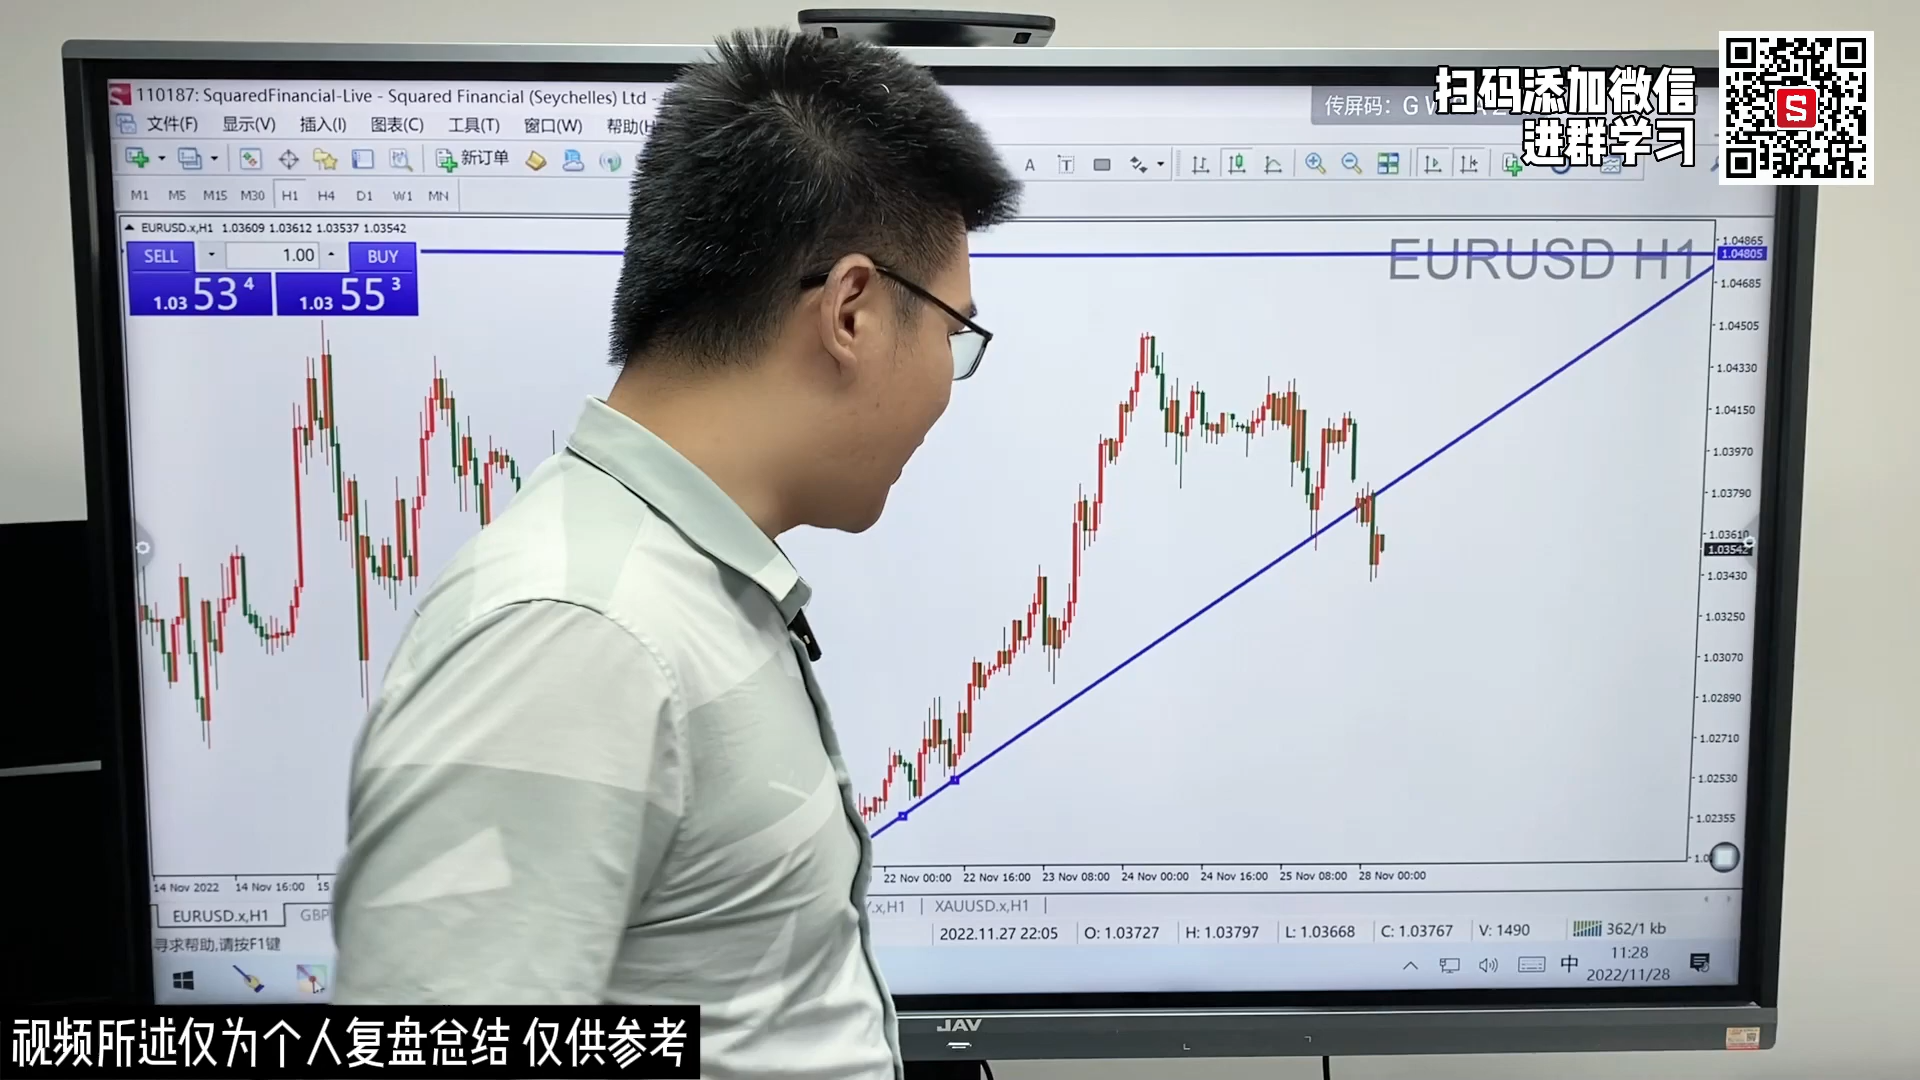 扫码添加微信
进群学习
110187: SquaredFinancial-Live - Squared Financial (Seychelles) Ltd -
传屏码: G W
文件(F) 显示(V) 插入(I) 图表(C) 工具(T) 窗口(W) 帮助(H
新订单
A T
M1 M5 M15 M30 H1 H4 D1 W1 MN
EURUSD.x,H1 1.03609 1.03612 1.03537 1.03542
SELL 1.00 BUY
1.03 53 4 1.03 55 3
EURUSD H1
1.04865
1.04805
1.04685
1.04505
1.04330
1.04150
1.03970
1.03790
1.03610
1.03542
1.03430
1.03250
1.03070
1.02890
1.02710
1.02530
1.02355
14 Nov 2022 14 Nov 16:00 15 22 Nov 00:00 22 Nov 16:00 23 Nov 08:00 24 Nov 00:00 24 Nov 16:00 25 Nov 08:00 28 Nov 00:00
EURUSD.x,H1 GBP .x,H1 XAUUSD.x,H1
寻求帮助,请按F1键 2022.11.27 22:05 O: 1.03727 H: 1.03797 L: 1.03668 C: 1.03767 V: 1490 362/1 kb
中 11:28
2022/11/28
JAV
视频所述仅为个人复盘总结 仅供参考